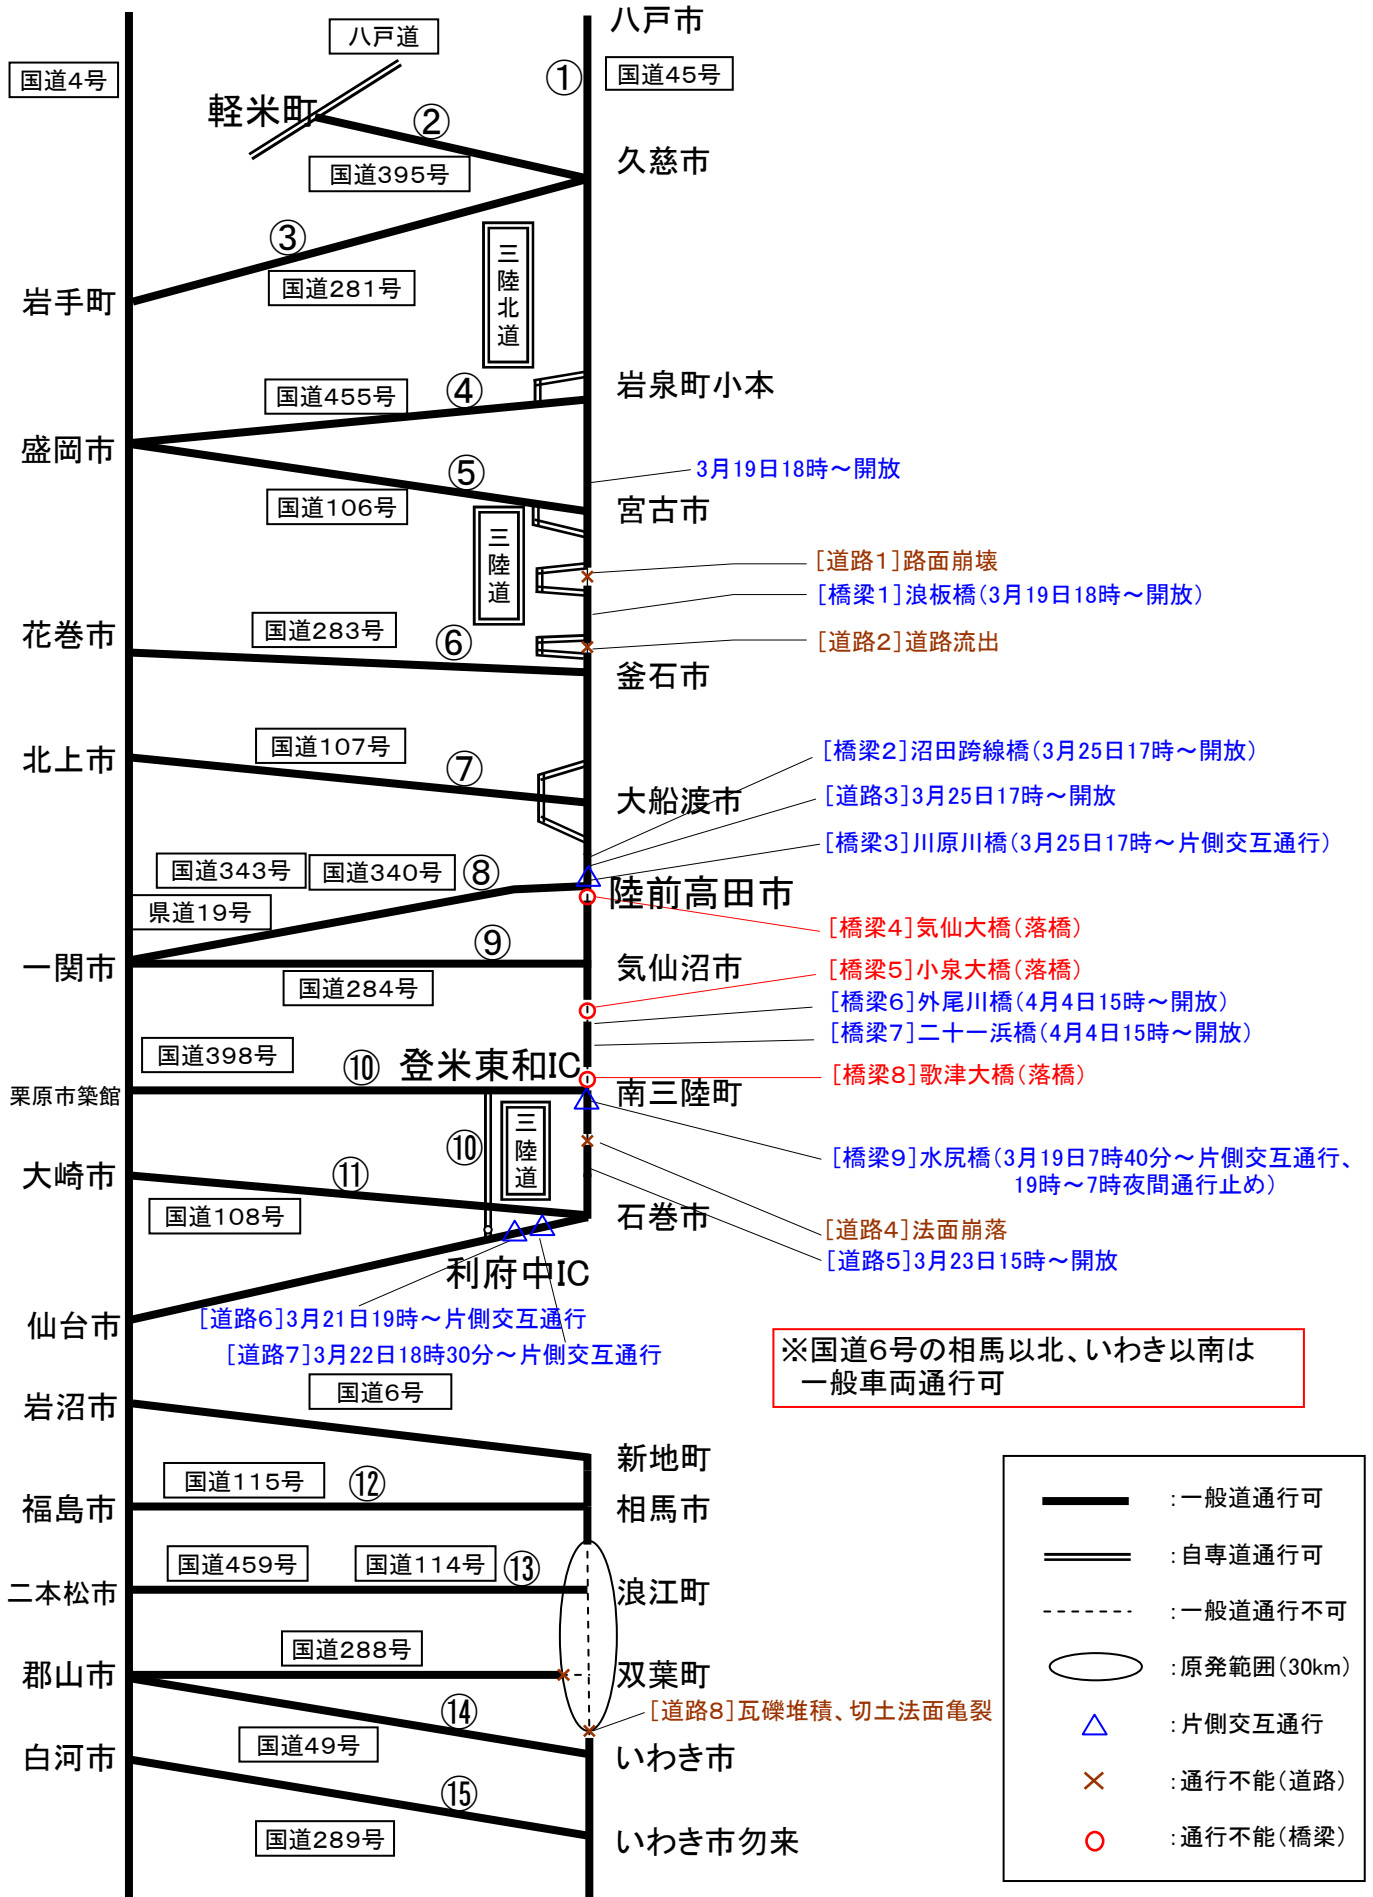 八戸市
八戸道
国道4号
①
国道45号
軽米町
②
久慈市
国道395号
③
三陸北道
国道281号
岩手町
岩泉町小本
国道455号
④
盛岡市
⑤
3月19日18時～開放
国道106号
宮古市
三陸道
[道路1]路面崩壊
[橋梁1]浪板橋(3月19日18時～開放)
花巻市
国道283号
⑥
[道路2]道路流出
釜石市
北上市
国道107号
⑦
[橋梁2]沼田跨線橋(3月25日17時～開放)
大船渡市
[道路3]3月25日17時～開放
[橋梁3]川原川橋(3月25日17時～片側交互通行)
国道343号
国道340号
⑧
陸前高田市
県道19号
[橋梁4]気仙大橋(落橋)
⑨
一関市
気仙沼市
[橋梁5]小泉大橋(落橋)
国道284号
[橋梁6]外尾川橋(4月4日15時～開放)
[橋梁7]二十一浜橋(4月4日15時～開放)
国道398号
⑩
登米東和IC
[橋梁8]歌津大橋(落橋)
栗原市築館
南三陸町
三陸道
⑩
[橋梁9]水尻橋(3月19日7時40分～片側交互通行、
19時～7時夜間通行止め)
大崎市
⑪
国道108号
石巻市
[道路4]法面崩落
[道路5]3月23日15時～開放
利府中IC
仙台市
[道路6]3月21日19時～片側交互通行
[道路7]3月22日18時30分～片側交互通行
※国道6号の相馬以北、いわき以南は
一般車両通行可
国道6号
岩沼市
新地町
国道115号
⑫
福島市
相馬市
:一般道通行可
国道459号
国道114号
⑬
:自専道通行可
二本松市
浪江町
:一般道通行不可
国道288号
郡山市
双葉町
:原発範囲(30km)
[道路8]瓦礫堆積、切土法面亀裂
⑭
:片側交互通行
国道49号
白河市
いわき市
⑮
:通行不能(道路)
国道289号
いわき市勿来
:通行不能(橋梁)